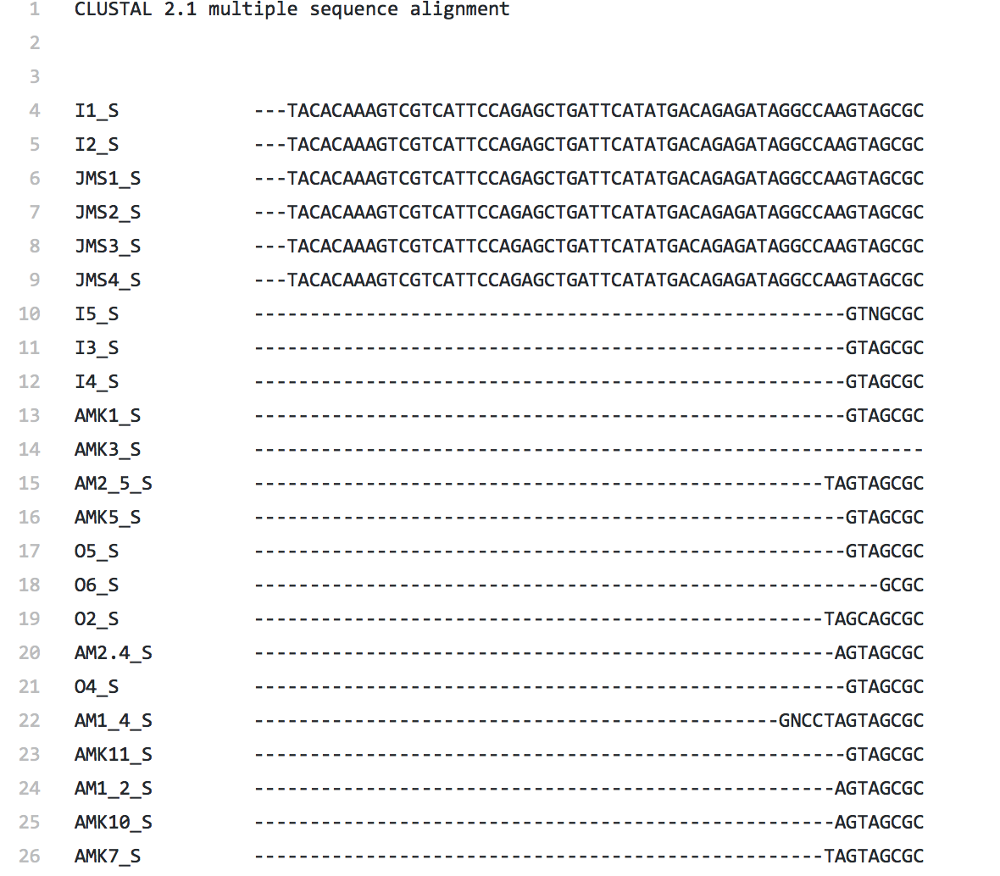 1 CLUSTAL 2.1 multiple sequence alignment
2
3
4 I1_S            ---TACACAAAGTCGTCATTCCAGAGCTGATTCATATGACAGAGATAGGCCAAGTAGCGC
5 I2_S            ---TACACAAAGTCGTCATTCCAGAGCTGATTCATATGACAGAGATAGGCCAAGTAGCGC
6 JMS1_S          ---TACACAAAGTCGTCATTCCAGAGCTGATTCATATGACAGAGATAGGCCAAGTAGCGC
7 JMS2_S          ---TACACAAAGTCGTCATTCCAGAGCTGATTCATATGACAGAGATAGGCCAAGTAGCGC
8 JMS3_S          ---TACACAAAGTCGTCATTCCAGAGCTGATTCATATGACAGAGATAGGCCAAGTAGCGC
9 JMS4_S          ---TACACAAAGTCGTCATTCCAGAGCTGATTCATATGACAGAGATAGGCCAAGTAGCGC
10 I5_S            -----------------------------------------------------GTNGCGC
11 I3_S            -----------------------------------------------------GTAGCGC
12 I4_S            -----------------------------------------------------GTAGCGC
13 AMK1_S          -----------------------------------------------------GTAGCGC
14 AMK3_S          ------------------------------------------------------------
15 AM2_5_S         ---------------------------------------------------TAGTAGCGC
16 AMK5_S          -----------------------------------------------------GTAGCGC
17 O5_S            -----------------------------------------------------GTAGCGC
18 O6_S            --------------------------------------------------------GCGC
19 O2_S            ---------------------------------------------------TAGCAGCGC
20 AM2.4_S         ----------------------------------------------------AGTAGCGC
21 O4_S            -----------------------------------------------------GTAGCGC
22 AM1_4_S         -----------------------------------------------GNCCTAGTAGCGC
23 AMK11_S         -----------------------------------------------------GTAGCGC
24 AM1_2_S         ----------------------------------------------------AGTAGCGC
25 AMK10_S         ----------------------------------------------------AGTAGCGC
26 AMK7_S          ---------------------------------------------------TAGTAGCGC